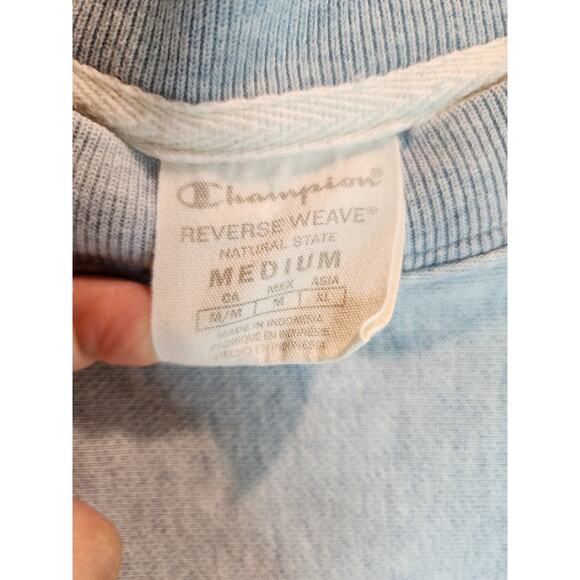 Champion®
REVERSE WEAVE®
NATURAL STATE
MEDIUM
CA MEX ASIA
M/M M XL
MADE IN INDONESIA
FABRIQUÉ EN INDONÉSIE
HECHO EN INDONESIA